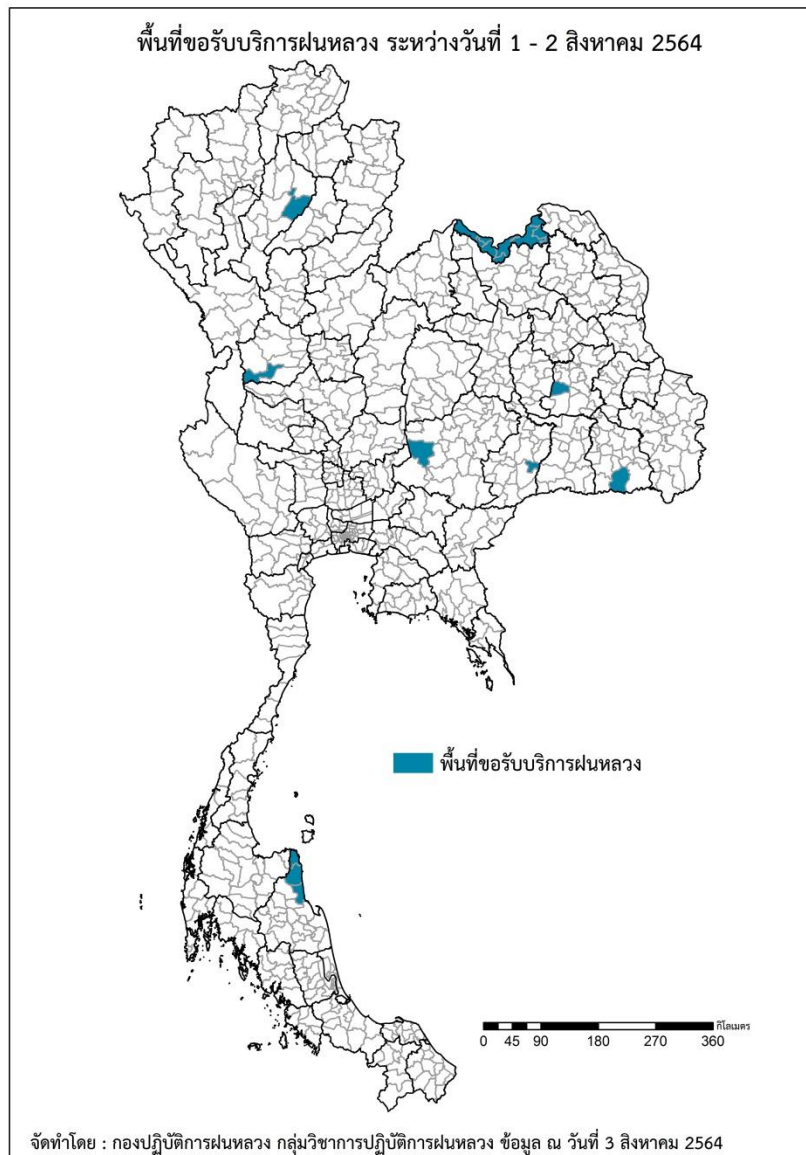 พื้นที่ขอรับบริการฝนหลวง ระหว่างวันที่ 1 - 2 สิงหาคม 2564
พื้นที่ขอรับบริการฝนหลวง
กิโลเมตร
0 45 90 180 270 360
จัดทำโดย : กองปฏิบัติการฝนหลวง กลุ่มวิชาการปฏิบัติการฝนหลวง ข้อมูล ณ วันที่ 3 สิงหาคม 2564